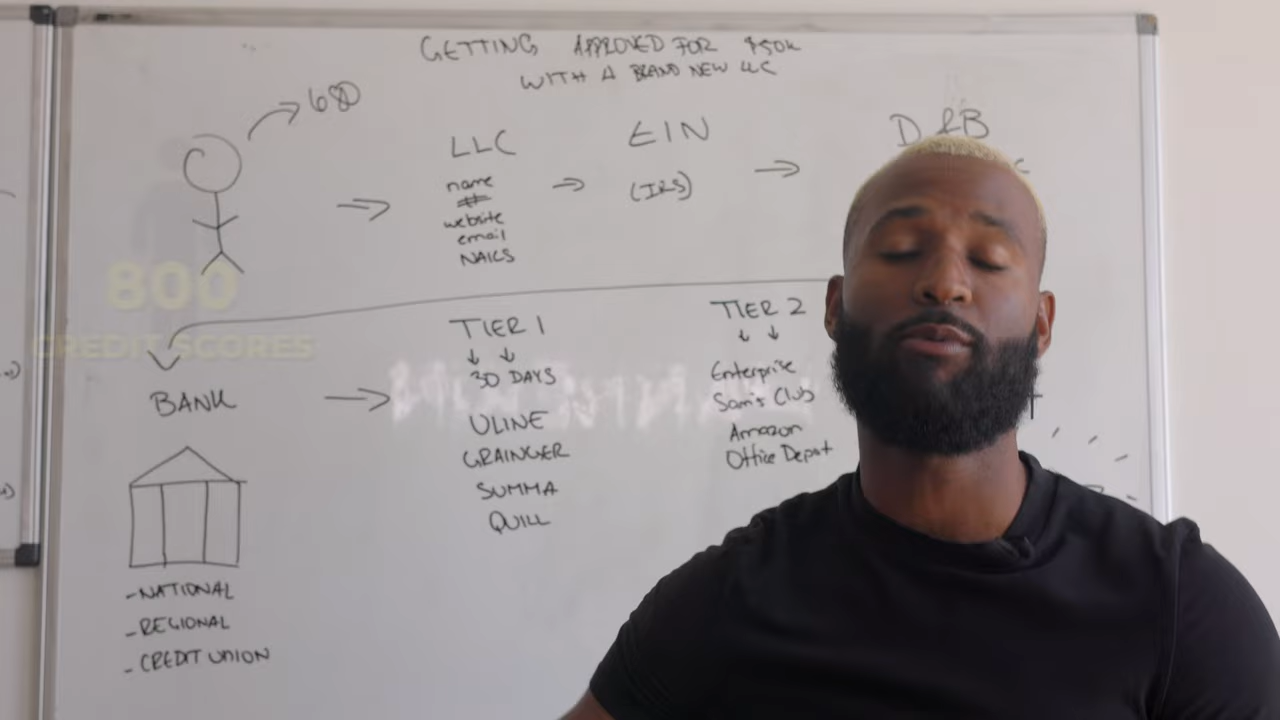 GETTING APPROVED FOR $50K
WITH A BRAND NEW LLC
680
LLC
name
#
website
email
NAICS
EIN
(IRS)
D&B
800
CREDIT SCORES
BANK
- NATIONAL
- REGIONAL
- CREDIT UNION
TIER 1
30 DAYS
ULINE
GRAINGER
SUMMA
QUILL
TIER 2
Enterprise
Sam's Club
Amazon
Office Depot